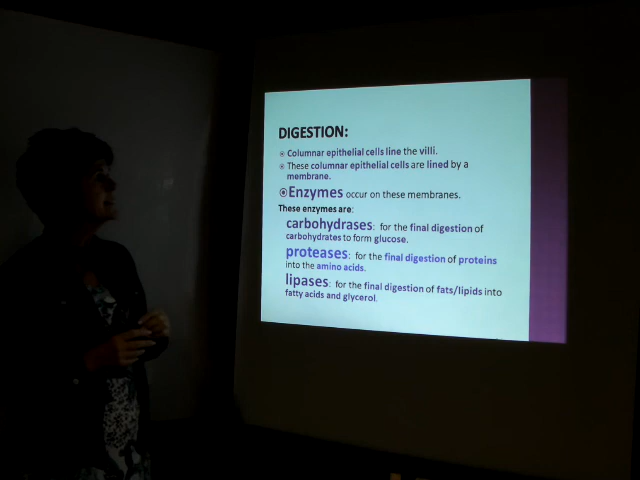 DIGESTION:
Columnar epithelial cells line the villi.
These columnar epithelial cells are lined by a
membrane.
Enzymes occur on these membranes.
These enzymes are:
carbohydrases: for the final digestion of
carbohydrates to form glucose.
proteases: for the final digestion of proteins
into the amino acids.
lipases: for the final digestion of fats/lipids into
fatty acids and glycerol.